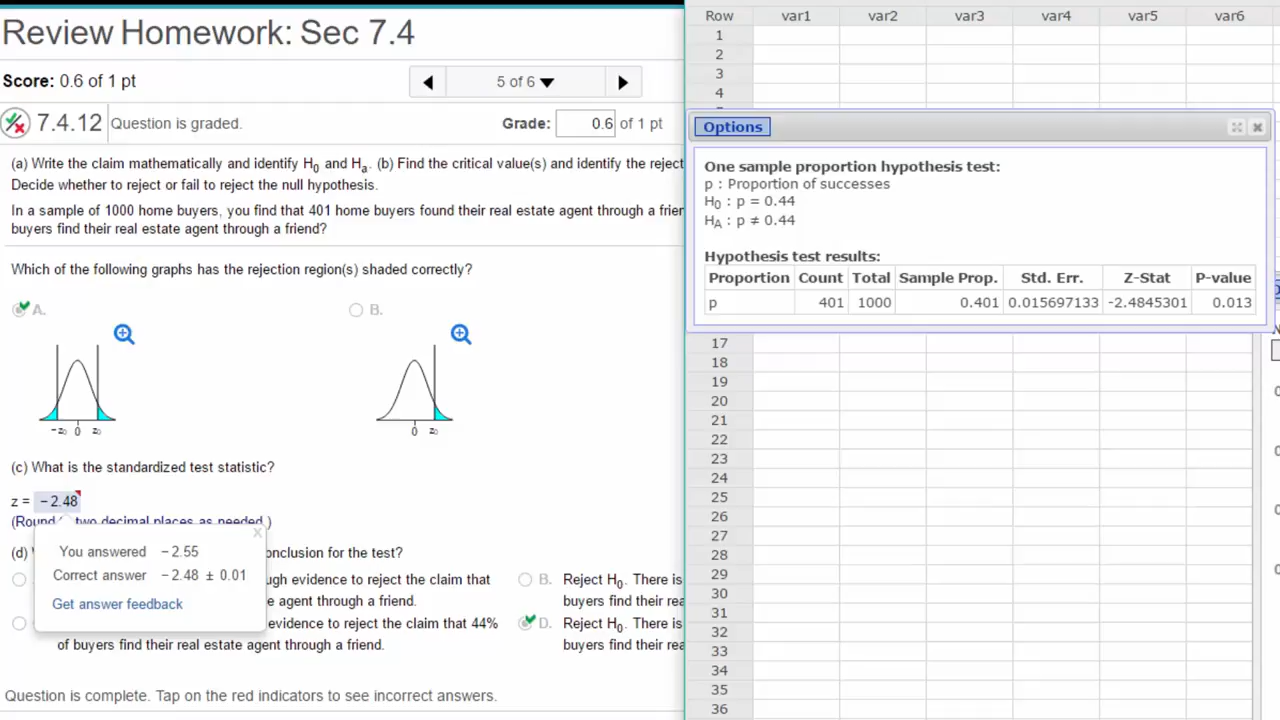 Review Homework: Sec 7.4
Score: 0.6 of 1 pt
5 of 6
7.4.12 Question is graded.
Grade: 0.6 of 1 pt
(a) Write the claim mathematically and identify H0 and Ha. (b) Find the critical value(s) and identify the reject
Decide whether to reject or fail to reject the null hypothesis.
In a sample of 1000 home buyers, you find that 401 home buyers found their real estate agent through a frien
buyers find their real estate agent through a friend?
Which of the following graphs has the rejection region(s) shaded correctly?
A.
B.
-z0 0 z0
0 z0
(c) What is the standardized test statistic?
z = -2.48
(Round to two decimal places as needed.)
You answered -2.55
Correct answer -2.48 ± 0.01
Get answer feedback
(d) onclusion for the test?
ugh evidence to reject the claim that
e agent through a friend.
evidence to reject the claim that 44%
of buyers find their real estate agent through a friend.
B. Reject H0. There is
buyers find their rea
D. Reject H0. There is
buyers find their rea
Question is complete. Tap on the red indicators to see incorrect answers.
Row var1 var2 var3 var4 var5 var6
1
2
3
4
Options
One sample proportion hypothesis test:
p : Proportion of successes
H0 : p = 0.44
HA : p ≠ 0.44
Hypothesis test results:
Proportion Count Total Sample Prop. Std. Err. Z-Stat P-value
p 401 1000 0.401 0.015697133 -2.4845301 0.013
17
18
19
20
21
22
23
24
25
26
27
28
29
30
31
32
33
34
35
36